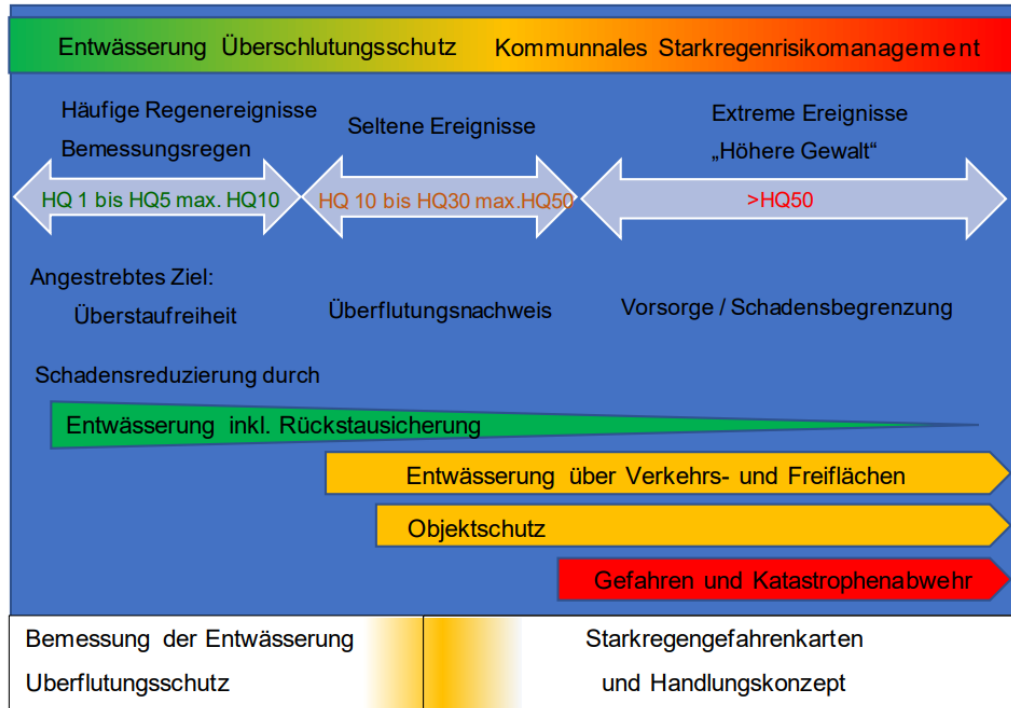 Entwässerung Überschlutungsschutz Kommunnales Starkregenrisikomanagement
Häufige Regenereignisse
Bemessungsregen
HQ 1 bis HQ5 max. HQ10
Seltene Ereignisse
HQ 10 bis HQ30 max.HQ50
Extreme Ereignisse
„Höhere Gewalt“
>HQ50
Angestrebtes Ziel:
Überstaufreiheit
Überflutungsnachweis
Vorsorge / Schadensbegrenzung
Schadensreduzierung durch
Entwässerung inkl. Rückstausicherung
Entwässerung über Verkehrs- und Freiflächen
Objektschutz
Gefahren und Katastrophenabwehr
Bemessung der Entwässerung
Uberflutungsschutz
Starkregengefahrenkarten
und Handlungskonzept